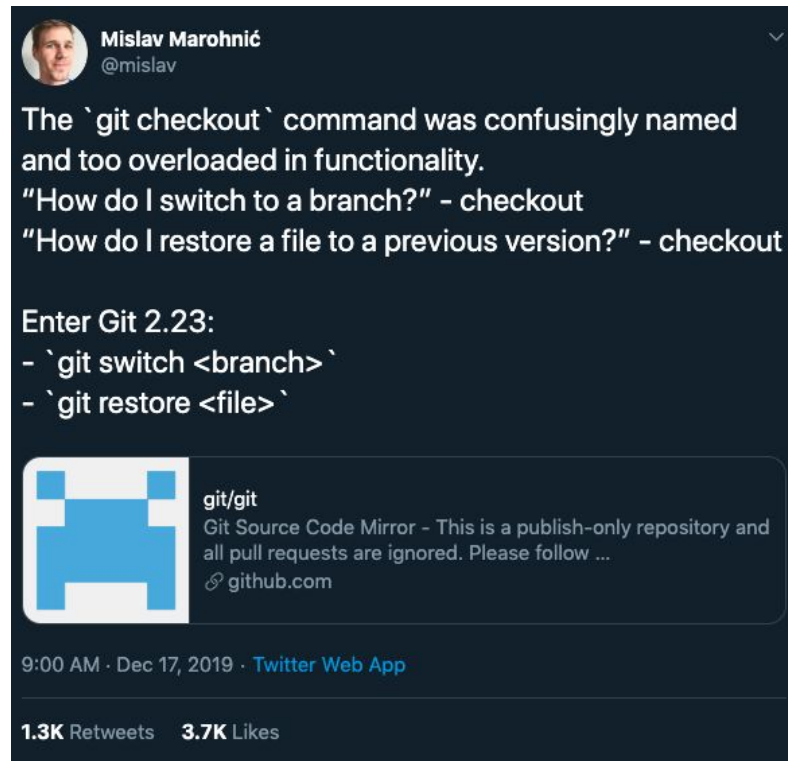 Mislav Marohnić
@mislav
The `git checkout` command was confusingly named
and too overloaded in functionality.
“How do I switch to a branch?” - checkout
“How do I restore a file to a previous version?” - checkout
Enter Git 2.23:
- `git switch <branch>`
- `git restore <file>`
git/git
Git Source Code Mirror - This is a publish-only repository and
all pull requests are ignored. Please follow ...
github.com
9:00 AM · Dec 17, 2019 · Twitter Web App
1.3K Retweets 3.7K Likes